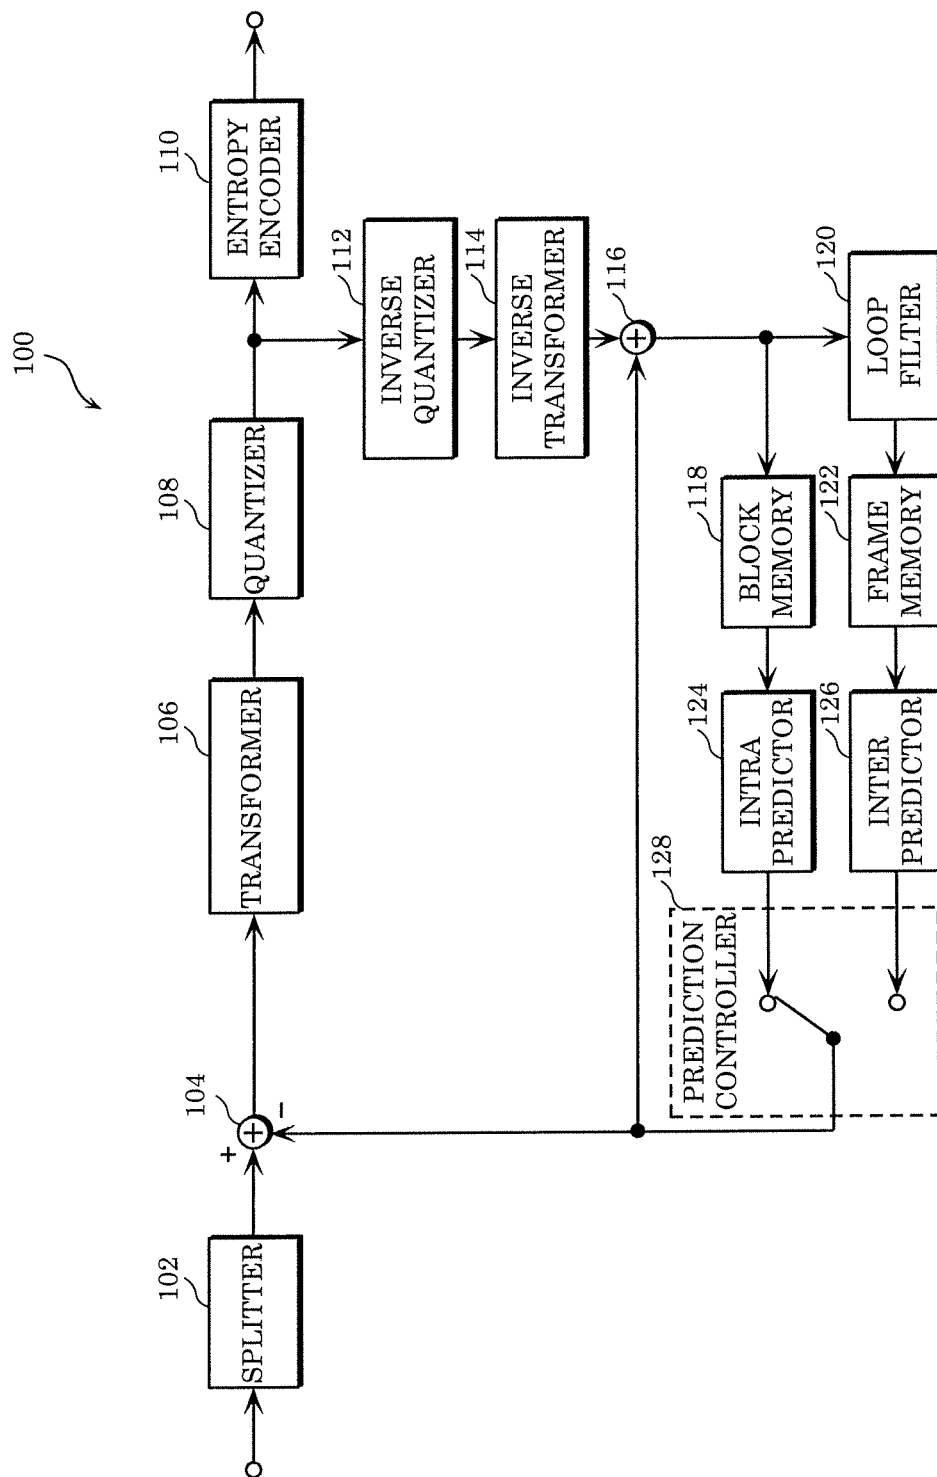 100
102
SPLITTER
104
+
−
106
TRANSFORMER
108
QUANTIZER
110
ENTROPY
ENCODER
112
INVERSE
QUANTIZER
114
INVERSE
TRANSFORMER
116
118
BLOCK
MEMORY
120
LOOP
FILTER
122
FRAME
MEMORY
124
INTRA
PREDICTOR
126
INTER
PREDICTOR
128
PREDICTION
CONTROLLER